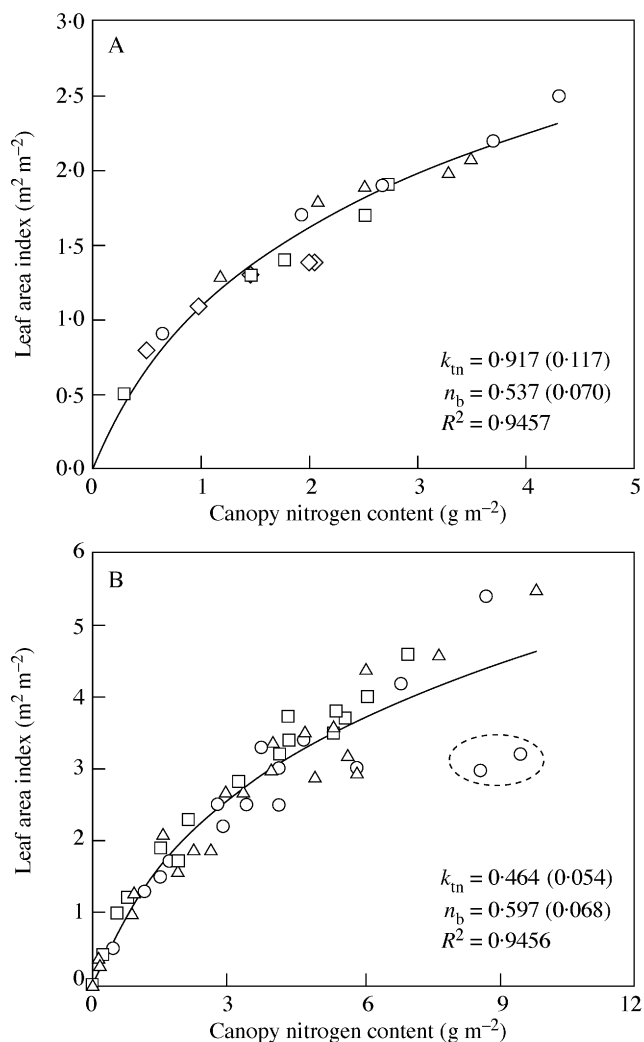 A
3·0
2·5
2·0
1·5
1·0
0·5
0·0
Leaf area index (m² m⁻²)
k_tn = 0·917 (0·117)
n_b = 0·537 (0·070)
R² = 0·9457
0 1 2 3 4 5
Canopy nitrogen content (g m⁻²)
B
6
5
4
3
2
1
0
Leaf area index (m² m⁻²)
k_tn = 0·464 (0·054)
n_b = 0·597 (0·068)
R² = 0·9456
0 3 6 9 12
Canopy nitrogen content (g m⁻²)